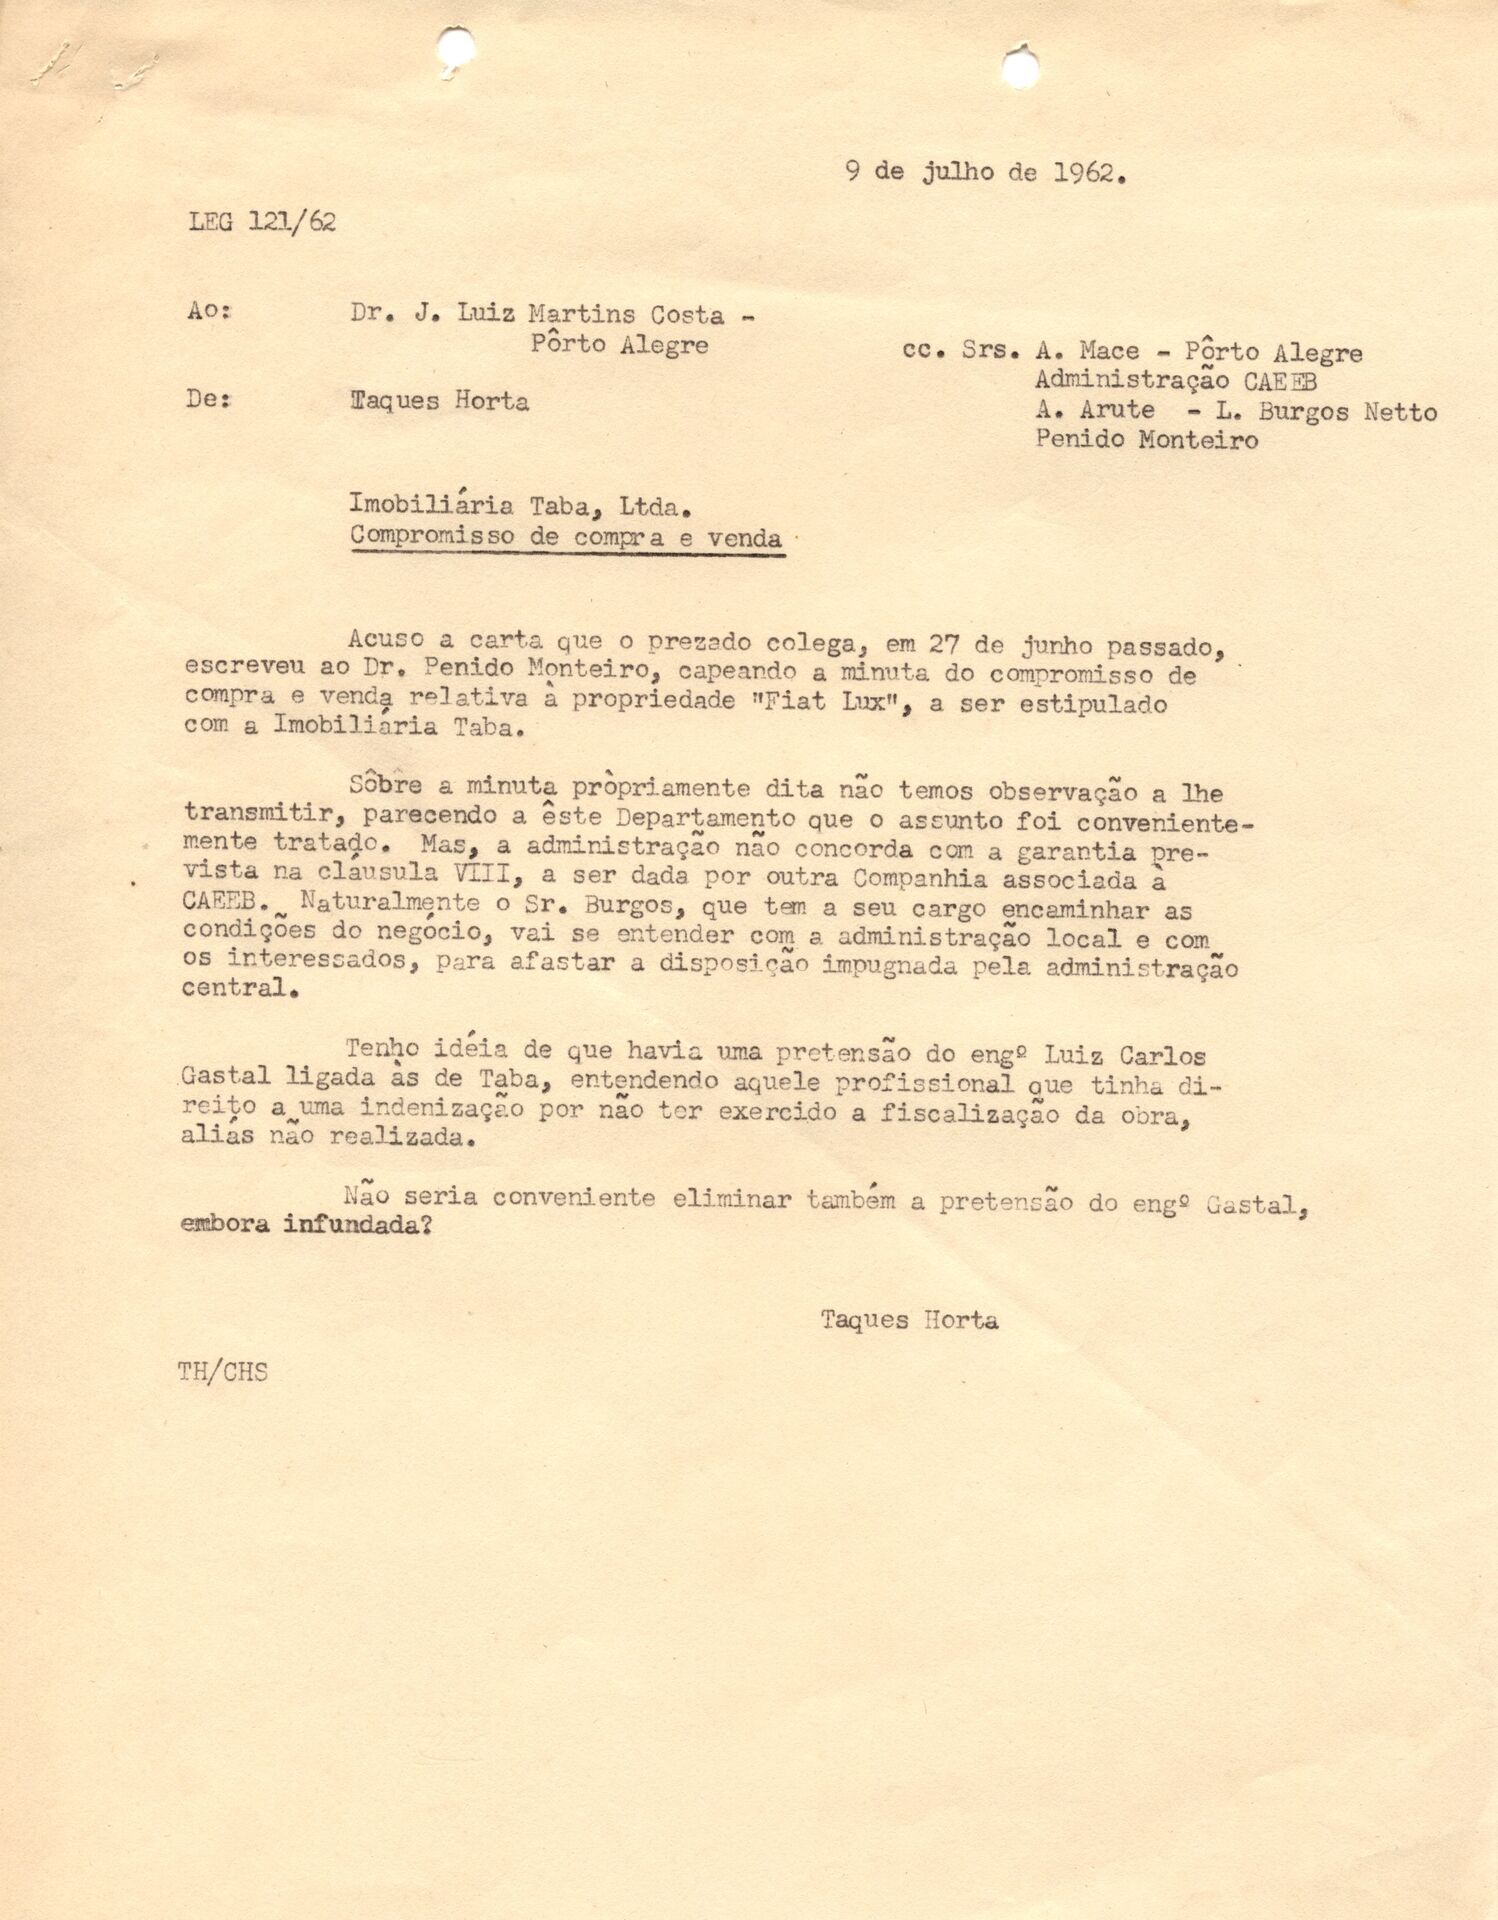 9 de julho de 1962.
LEG 121/62
Ao: Dr. J. Luiz Martins Costa -
Pôrto Alegre
cc. Srs. A. Mace - Pôrto Alegre
Administração CAEEB
A. Arute - L. Burgos Netto
Penido Monteiro
De: Taques Horta
Imobiliária Taba, Ltda.
Compromisso de compra e venda
Acuso a carta que o prezado colega, em 27 de junho passado,
escreveu ao Dr. Penido Monteiro, capeando a minuta do compromisso de
compra e venda relativa à propriedade "Fiat Lux", a ser estipulado
com a Imobiliária Taba.
Sôbre a minuta pròpriamente dita não temos observação a lhe
transmitir, parecendo a êste Departamento que o assunto foi conveniente-
mente tratado. Mas, a administração não concorda com a garantia pre-
vista na cláusula VIII, a ser dada por outra Companhia associada à
CAEEB. Naturalmente o Sr. Burgos, que tem a seu cargo encaminhar as
condições do negócio, vai se entender com a administração local e com
os interessados, para afastar a disposição impugnada pela administração
central.
Tenho idéia de que havia uma pretensão do engº Luiz Carlos
Gastal ligada às de Taba, entendendo aquele profissional que tinha di-
reito a uma indenização por não ter exercido a fiscalização da obra,
aliás não realizada.
Não seria conveniente eliminar também a pretensão do engº Gastal,
embora infundada?
Taques Horta
TH/CHS